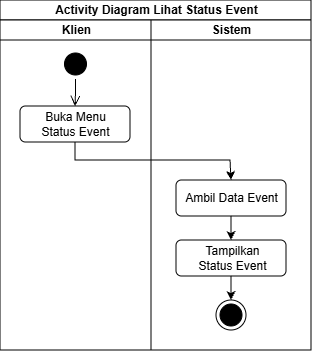 Activity Diagram Lihat Status Event
Klien
Sistem
Buka Menu
Status Event
Ambil Data Event
Tampilkan
Status Event